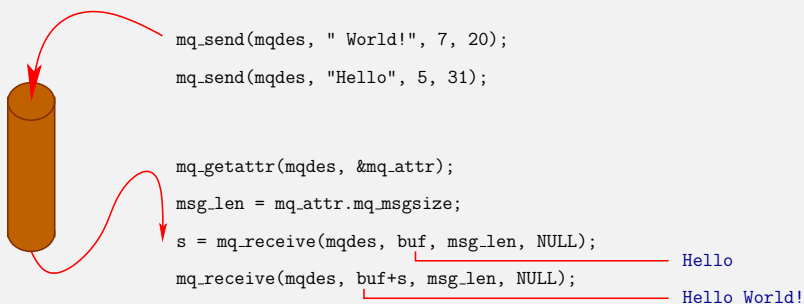 mq_send(mqdes, " World!", 7, 20);
mq_send(mqdes, "Hello", 5, 31);
mq_getattr(mqdes, &mq_attr);
msg_len = mq_attr.mq_msgsize;
s = mq_receive(mqdes, buf, msg_len, NULL);
Hello
mq_receive(mqdes, buf+s, msg_len, NULL);
Hello World!